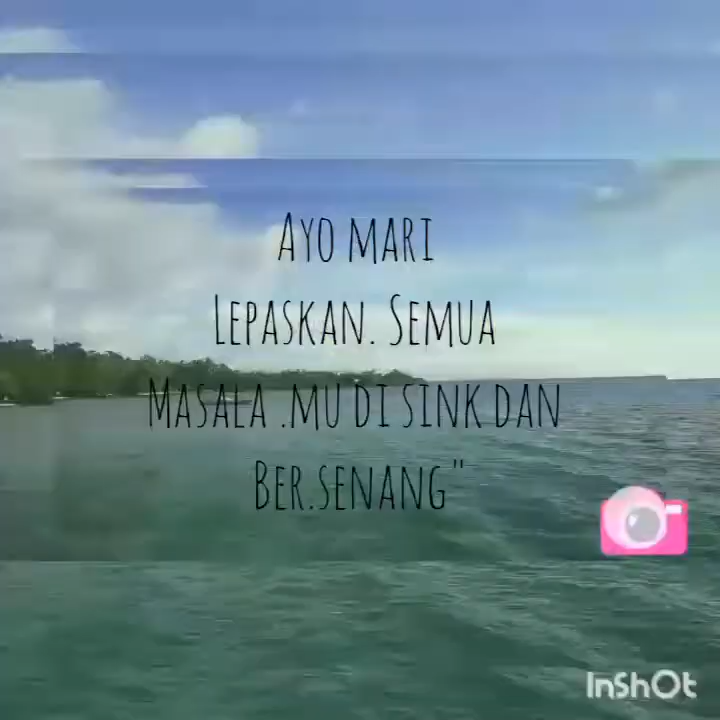 Ayo mari
Lepaskan. Semua
Masala .mu di sink dan
Ber.senang"
InShOt